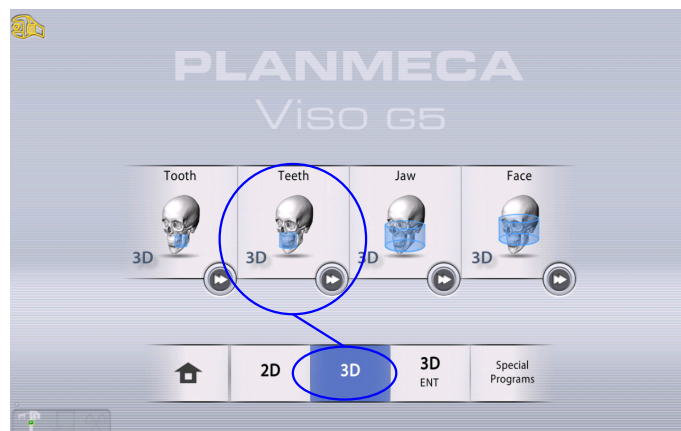 PLANMECA
VISO G5
Tooth
3D
Teeth
3D
Jaw
3D
Face
3D
2D
3D
3D
ENT
Special
Programs